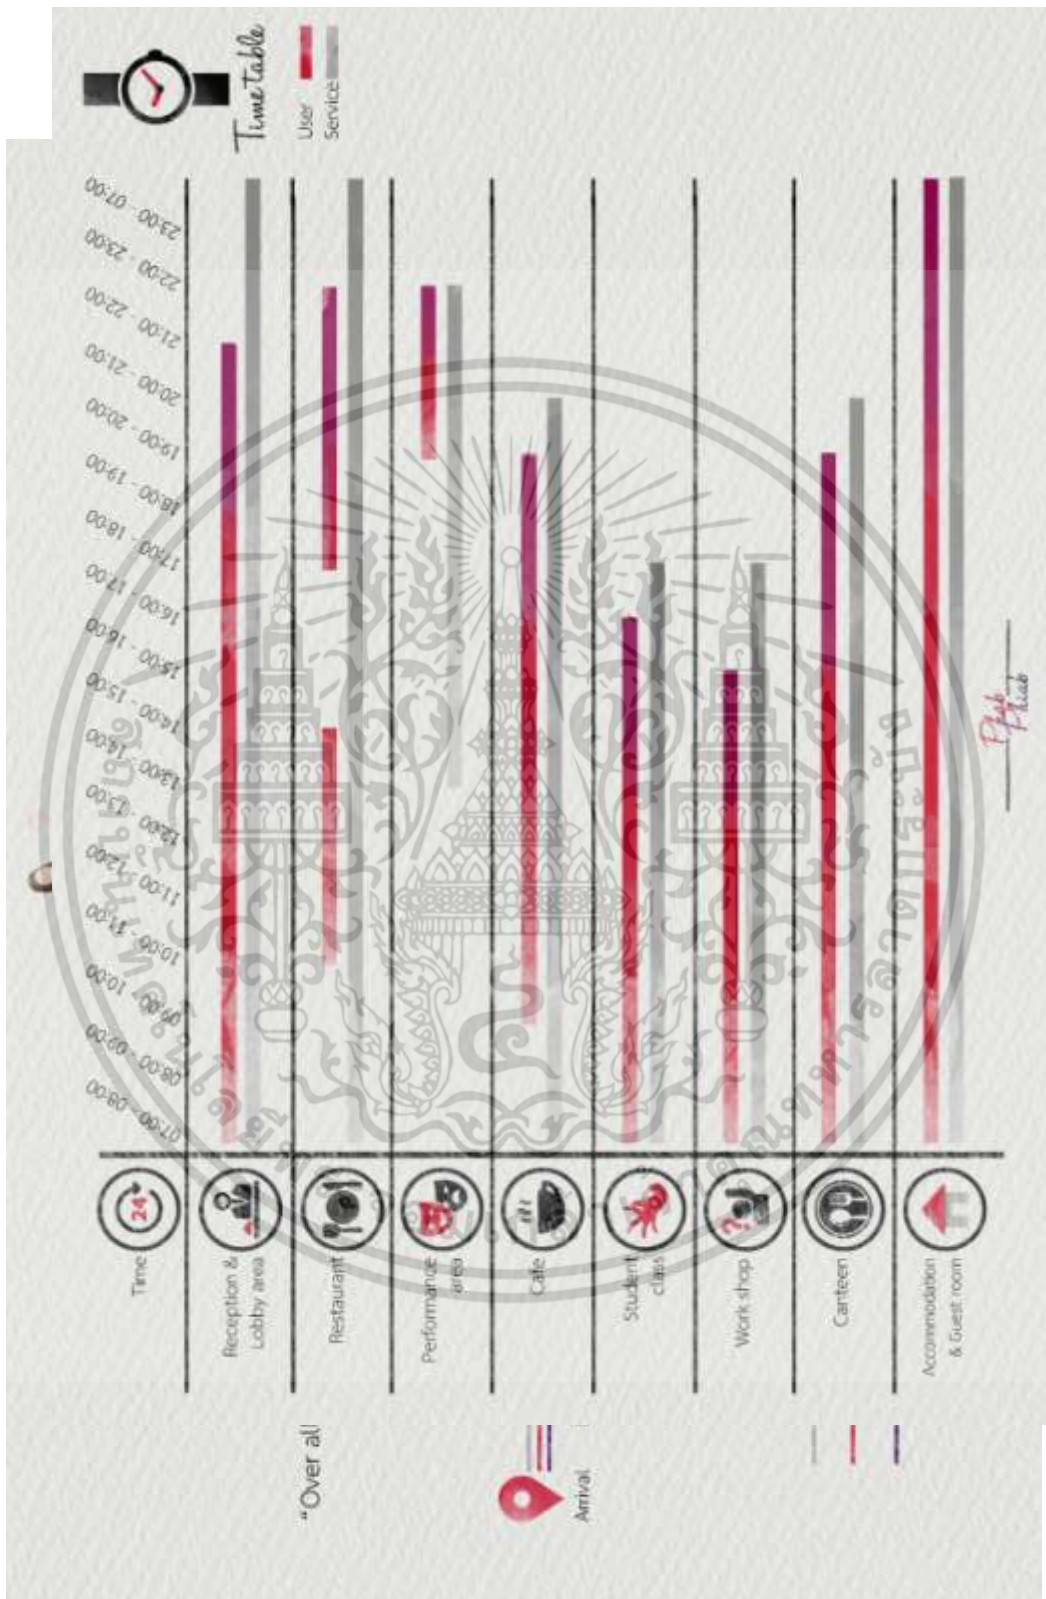 Time table
User
Service
Time
07:00 - 08:00
08:00 - 09:00
09:00 - 10:00
10:00 - 11:00
11:00 - 12:00
12:00 - 13:00
13:00 - 14:00
14:00 - 15:00
15:00 - 16:00
16:00 - 17:00
17:00 - 18:00
18:00 - 19:00
19:00 - 20:00
20:00 - 21:00
21:00 - 22:00
22:00 - 23:00
23:00 - 07:00
24
Reception &
Lobby area
Restaurant
Performance
area
Cafe
Student
class
Work shop
?
Canteen
Accommodation
& Guest room
Phiab
"Over all
Arrival